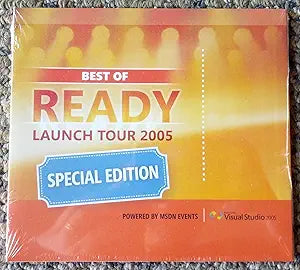 BEST OF
READY
LAUNCH TOUR 2005
SPECIAL EDITION
POWERED BY MSDN EVENTS
Visual Studio 2005